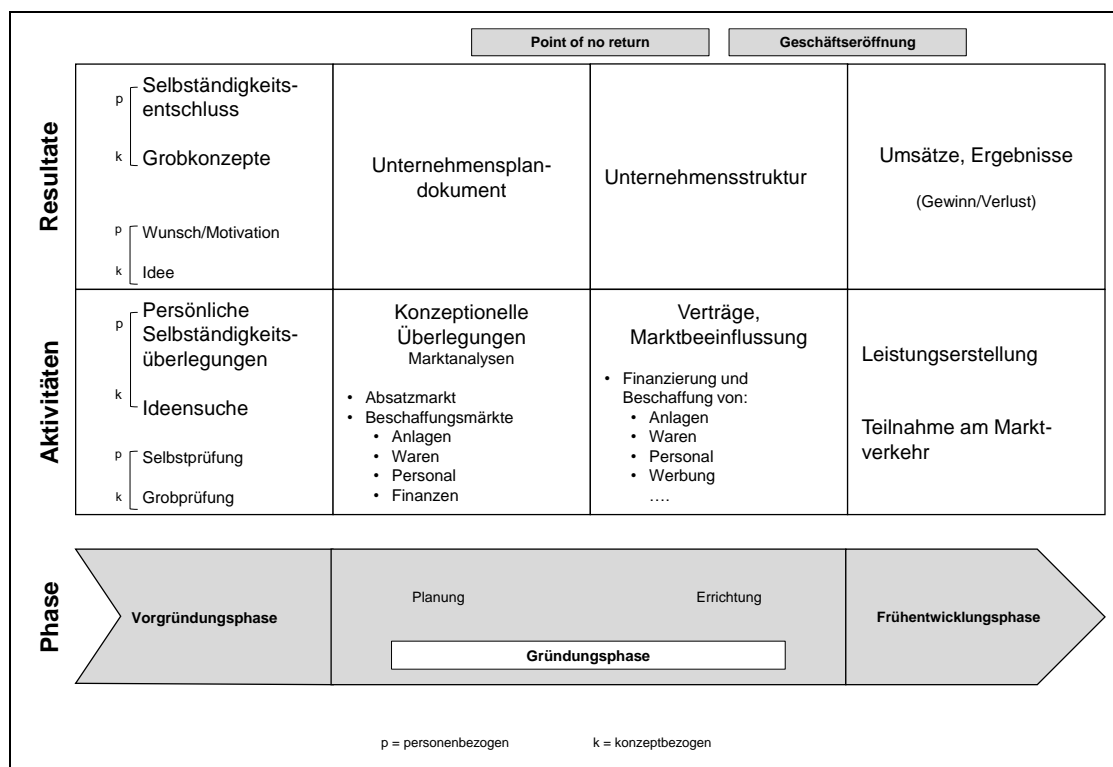 Point of no return
Geschäftseröffnung
Resultate
p
Selbständigkeits-
entschluss
k
Grobkonzepte
p
Wunsch/Motivation
k
Idee
Unternehmensplan-
dokument
Unternehmensstruktur
Umsätze, Ergebnisse
(Gewinn/Verlust)
Aktivitäten
p
Persönliche
Selbständigkeits-
überlegungen
k
Ideensuche
p
Selbstprüfung
k
Grobprüfung
Konzeptionelle
Überlegungen
Marktanalysen
• Absatzmarkt
• Beschaffungsmärkte
• Anlagen
• Waren
• Personal
• Finanzen
Verträge,
Marktbeeinflussung
• Finanzierung und
Beschaffung von:
• Anlagen
• Waren
• Personal
• Werbung
….
Leistungserstellung
Teilnahme am Markt-
verkehr
Phase
Vorgründungsphase
Planung
Errichtung
Gründungsphase
Frühentwicklungsphase
p = personenbezogen
k = konzeptbezogen